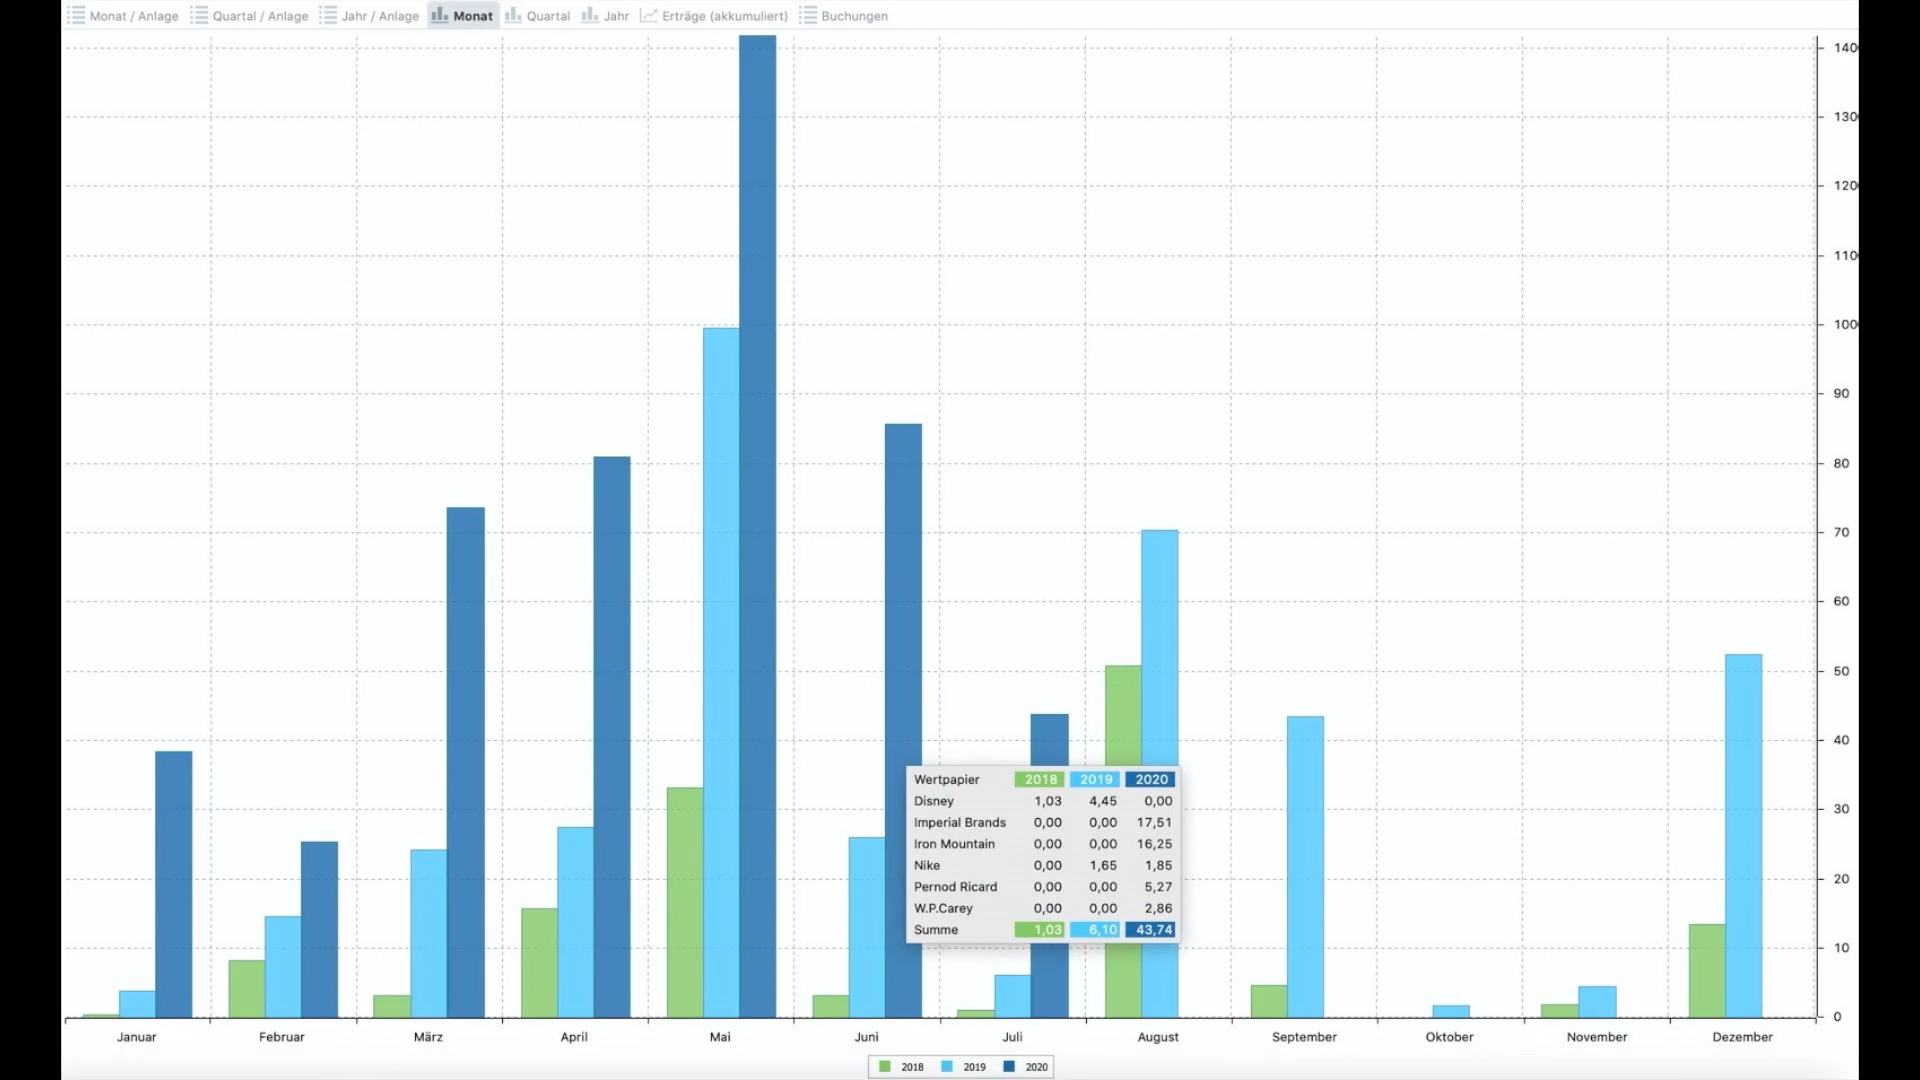 Monat / Anlage Quartal / Anlage Jahr / Anlage Monat Quartal Jahr Erträge (akkumuliert) Buchungen
140
130
120
110
100
90
80
70
60
50
40
30
20
10
0
Wertpapier 2018 2019 2020
Disney 1,03 4,45 0,00
Imperial Brands 0,00 0,00 17,51
Iron Mountain 0,00 0,00 16,25
Nike 0,00 1,65 1,85
Pernod Ricard 0,00 0,00 5,27
W.P.Carey 0,00 0,00 2,86
Summe 1,03 6,10 43,74
Januar Februar März April Mai Juni Juli August September Oktober November Dezember
2018 2019 2020